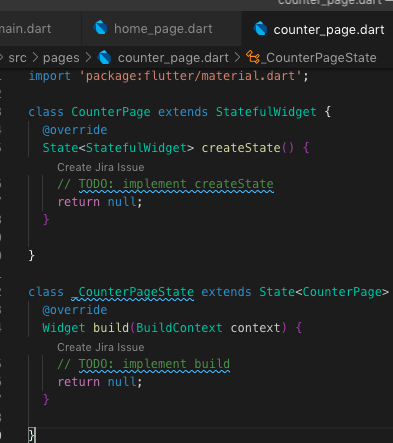 counter_page.dart —
main.dart home_page.dart counter_page.dart
src > pages > counter_page.dart > _CounterPageState
import 'package:flutter/material.dart';
class CounterPage extends StatefulWidget {
@override
State<StatefulWidget> createState() {
Create Jira Issue
// TODO: implement createState
return null;
}
}
class _CounterPageState extends State<CounterPage>
@override
Widget build(BuildContext context) {
Create Jira Issue
// TODO: implement build
return null;
}
}